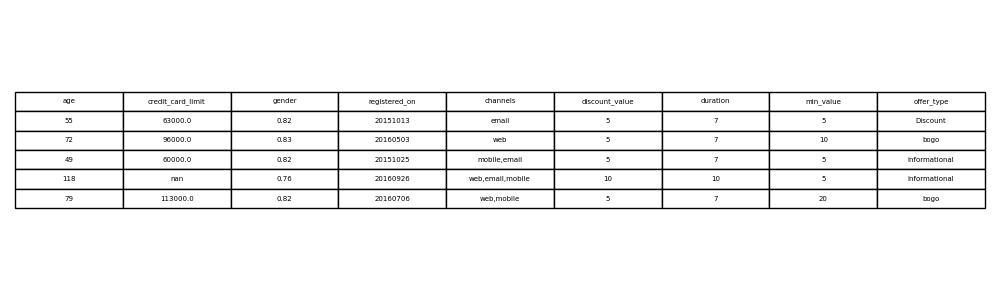 age credit_card_limit gender registered_on channels discount_value duration min_value offer_type
55 63000.0 0.82 20151013 email 5 7 5 Discount
72 96000.0 0.83 20160503 web 5 7 10 bogo
49 60000.0 0.82 20151025 mobile,email 5 7 5 informational
118 nan 0.76 20160926 web,email,mobile 10 10 5 informational
79 113000.0 0.82 20160706 web,mobile 5 7 20 bogo